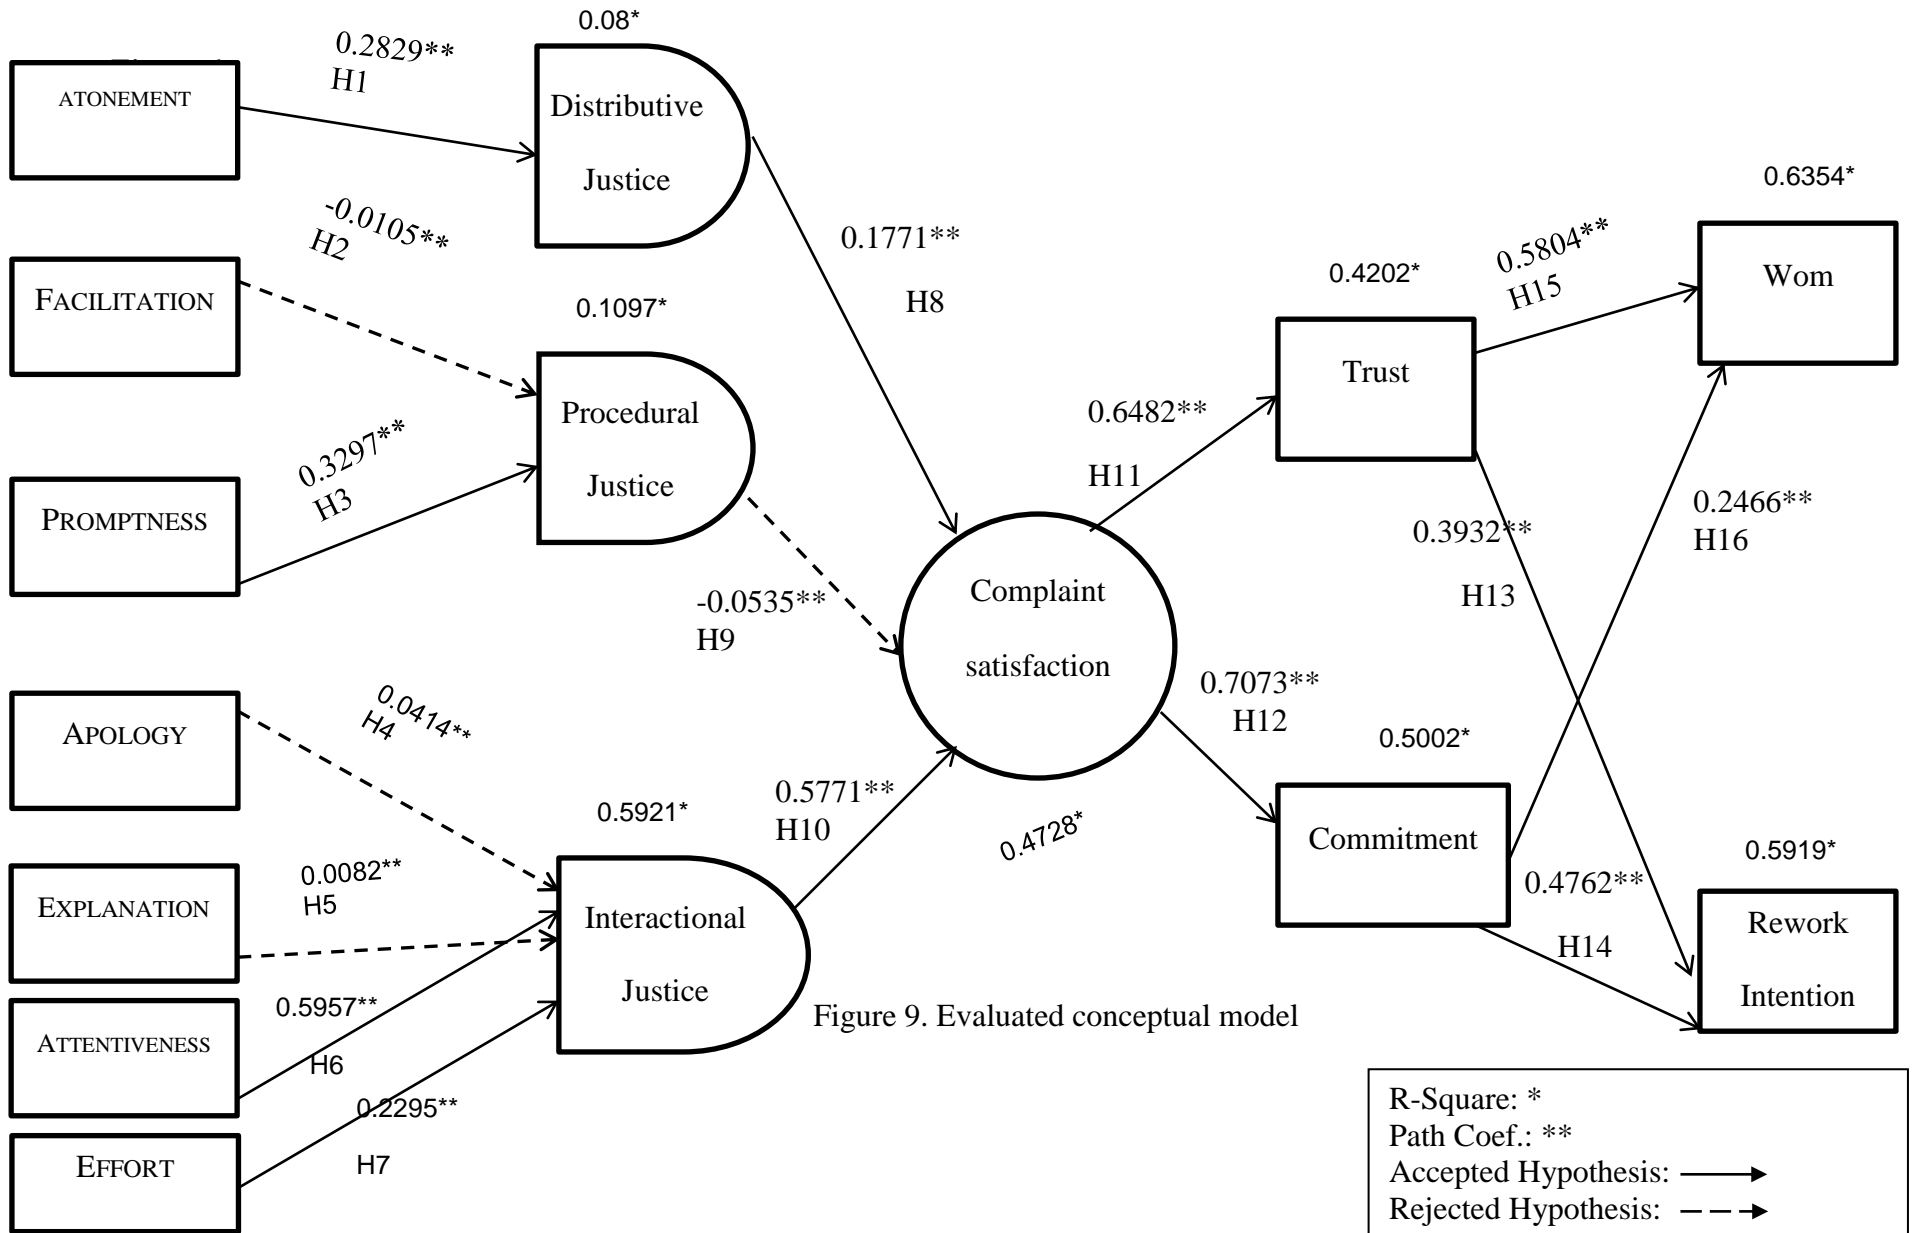 0.08*
0.2829**
H1
ATONEMENT
Distributive
Justice
-0.0105**
H2
0.1771**
H8
0.6354*
FACILITATION
0.1097*
0.4202*
0.5804**
H15
Wom
Procedural
Justice
0.3297**
H3
PROMPTNESS
Trust
0.6482**
H11
0.3932**
H13
0.2466**
H16
-0.0535**
H9
Complaint
satisfaction
0.4728*
0.0414**
H4
APOLOGY
0.7073**
H12
0.5002*
0.5921*
0.5771**
H10
Commitment
0.5919*
0.0082**
H5
EXPLANATION
Interactional
Justice
0.4762**
H14
Rework
Intention
0.5957**
H6
ATTENTIVENESS
Figure 9. Evaluated conceptual model
0.2295**
H7
EFFORT
R-Square: *
Path Coef.: **
Accepted Hypothesis:
Rejected Hypothesis: